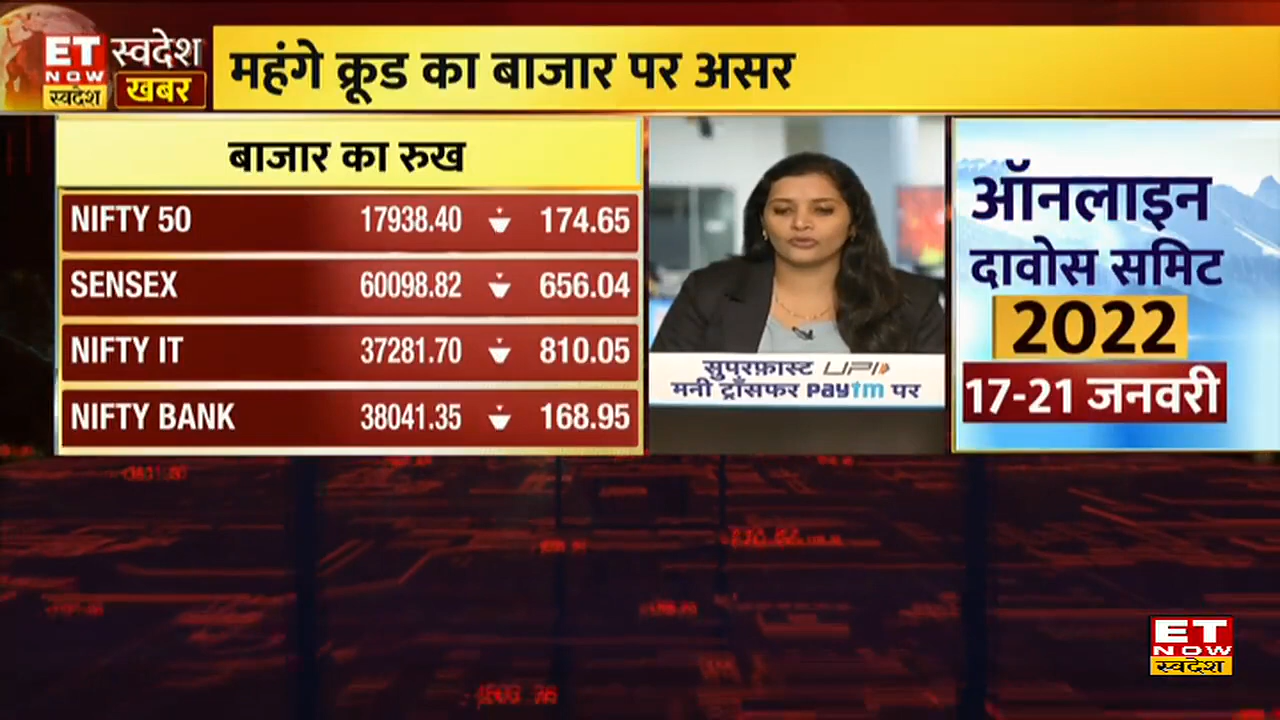 ET
NOW
स्वदेश
स्वदेश
खबर
महंगे क्रूड का बाजार पर असर
बाजार का रुख
NIFTY 50 17938.40 174.65
SENSEX 60098.82 656.04
NIFTY IT 37281.70 810.05
NIFTY BANK 38041.35 168.95
सुपरफ़ास्ट UPI
मनी ट्राँसफर paytm पर
ऑनलाइन
दावोस समिट
2022
17-21 जनवरी
ET
NOW
स्वदेश